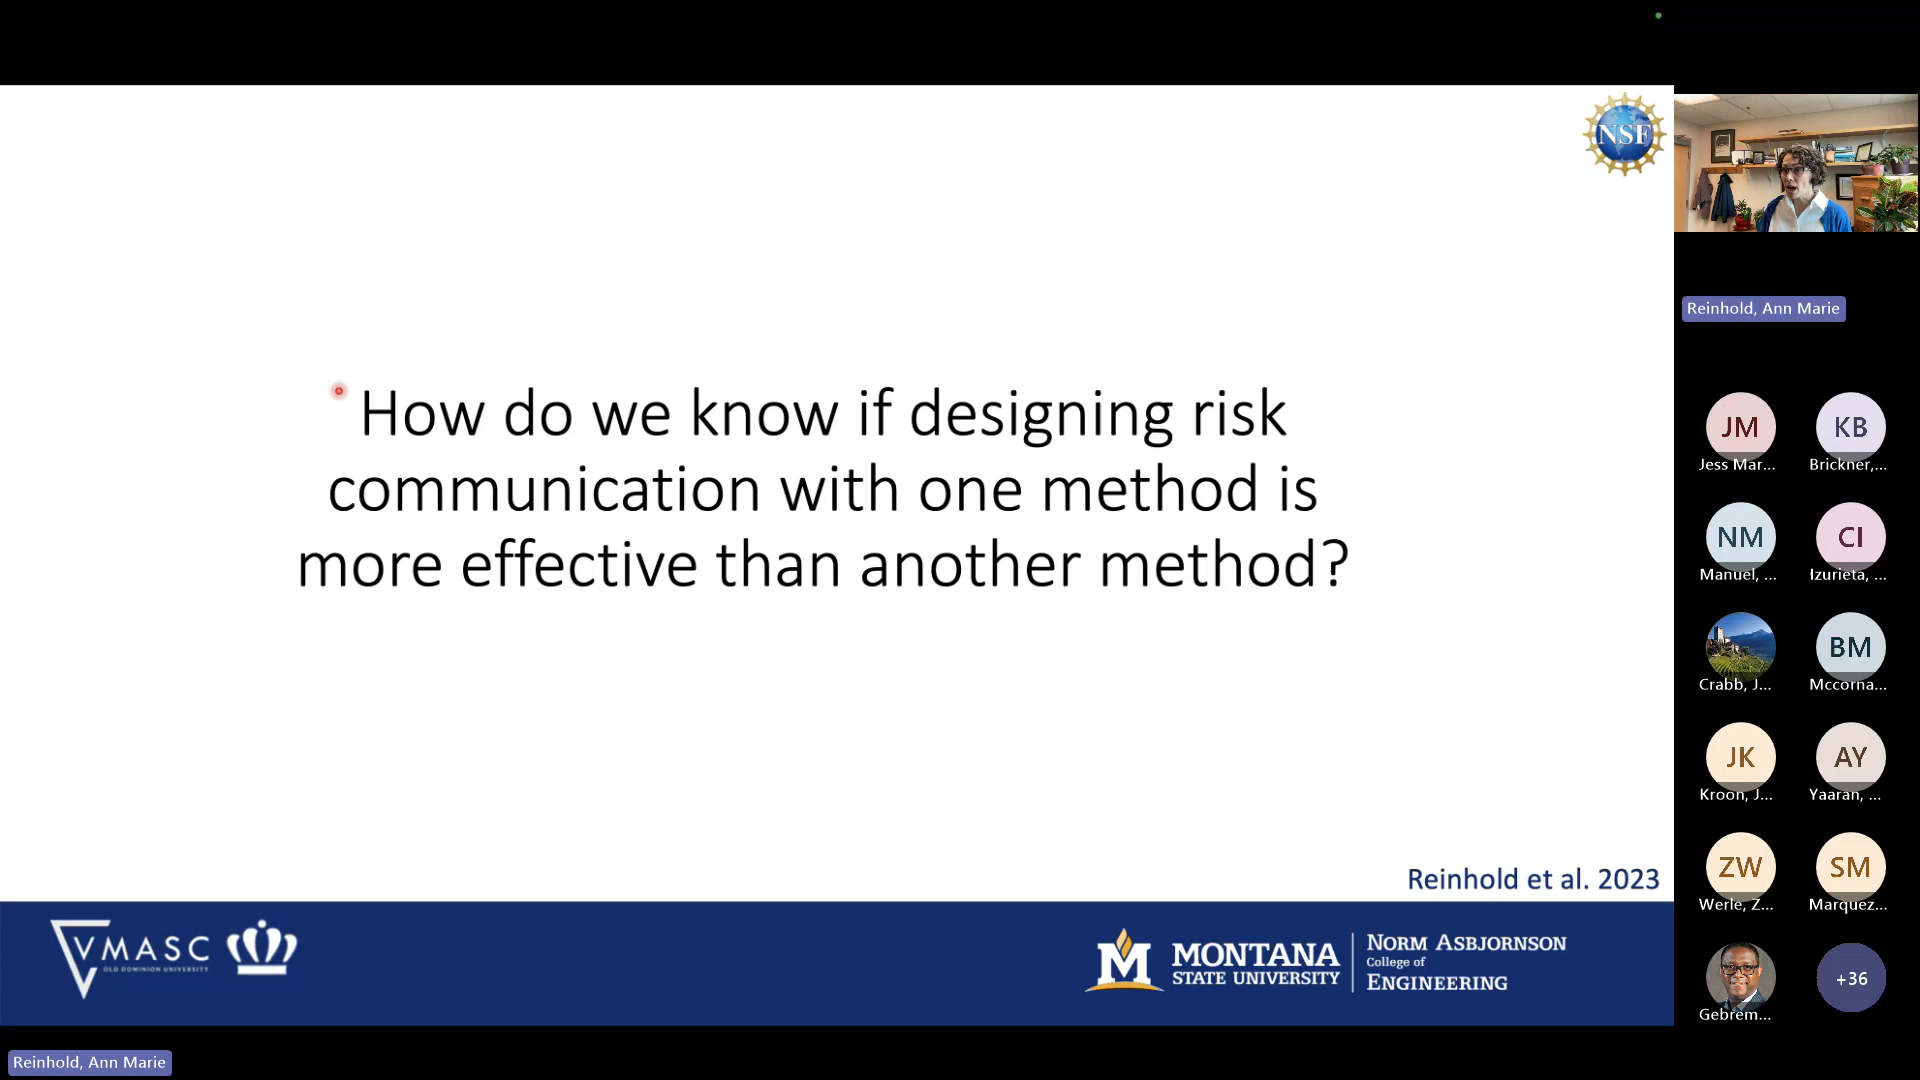 NSF
Reinhold, Ann Marie
How do we know if designing risk
communication with one method is
more effective than another method?
JM
Jess Mar...
KB
Brickner,...
NM
Manuel, ...
CI
Izurieta, ...
Crabb, J...
BM
Mccorna...
JK
Kroon, J...
AY
Yaaran, ...
ZW
Werle, Z...
SM
Marquez...
Gebrem...
+36
Reinhold et al. 2023
VMASC
OLD DOMINION UNIVERSITY
M
MONTANA
STATE UNIVERSITY
NORM ASBJORNSON
College of
ENGINEERING
Reinhold, Ann Marie